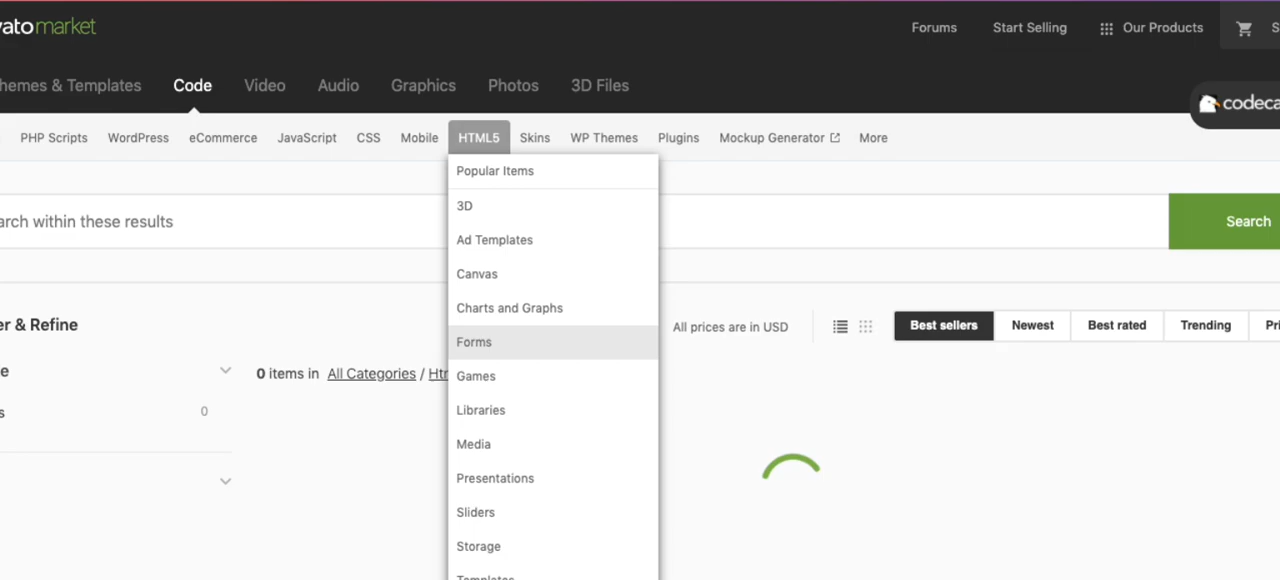 ato market
Forums Start Selling Our Products
hemes & Templates Code Video Audio Graphics Photos 3D Files
codeca
PHP Scripts WordPress eCommerce JavaScript CSS Mobile HTML5 Skins WP Themes Plugins Mockup Generator More
Popular Items
3D
arch within these results
Search
Ad Templates
Canvas
Charts and Graphs
er & Refine
All prices are in USD
Best sellers Newest Best rated Trending Pri
Forms
0 items in All Categories / Htr
Games
0
Libraries
Media
Presentations
Sliders
Storage
Templates